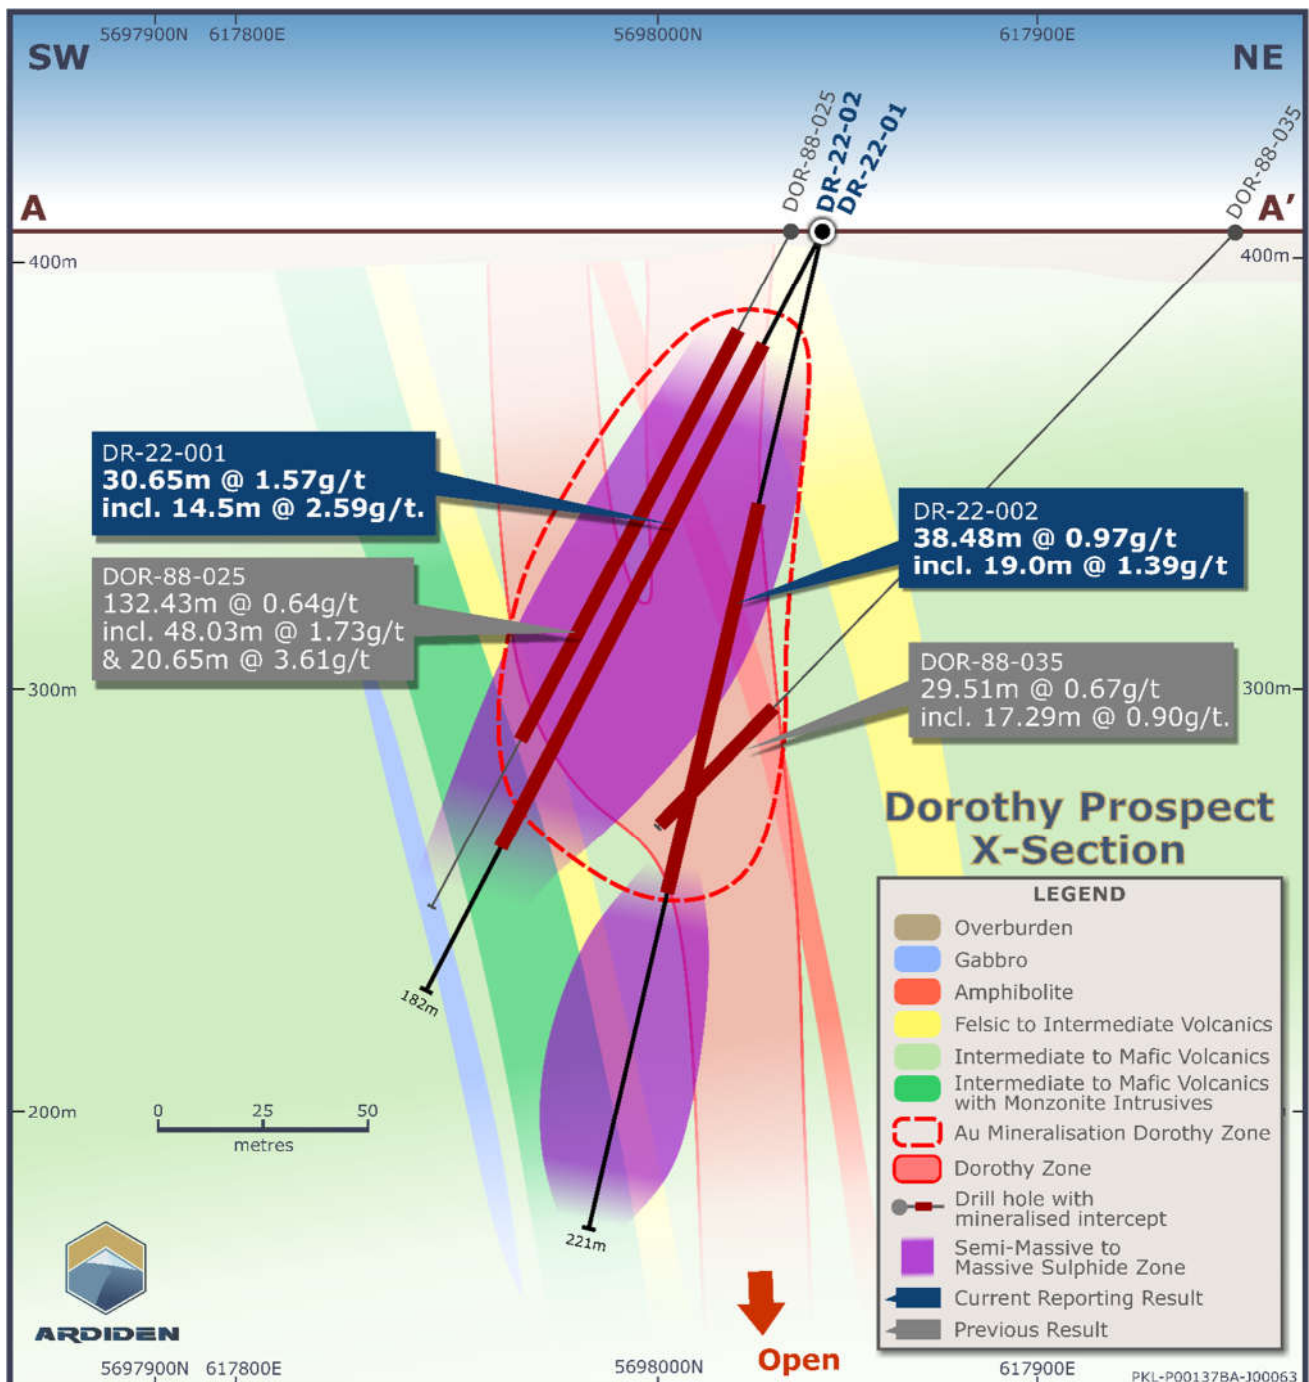 5697900N 617800E 5698000N 617900E
SW
NE
DOR-88-025
DR-22-02
DR-22-01
DOR-88-035
A
A’
400m
400m
DR-22-001
30.65m @ 1.57g/t
incl. 14.5m @ 2.59g/t.
DOR-88-025
132.43m @ 0.64g/t
incl. 48.03m @ 1.73g/t
& 20.65m @ 3.61g/t
DR-22-002
38.48m @ 0.97g/t
incl. 19.0m @ 1.39g/t
DOR-88-035
29.51m @ 0.67g/t
incl. 17.29m @ 0.90g/t.
300m
300m
Dorothy Prospect
X-Section
LEGEND
Overburden
Gabbro
Amphibolite
Felsic to Intermediate Volcanics
Intermediate to Mafic Volcanics
Intermediate to Mafic Volcanics
with Monzonite Intrusives
Au Mineralisation Dorothy Zone
Dorothy Zone
Drill hole with
mineralised intercept
Semi-Massive to
Massive Sulphide Zone
Current Reporting Result
Previous Result
182m
200m
0 25 50
metres
221m
ARDIDEN
Open
5697900N 617800E 5698000N 617900E
PKL-P00137BA-J00063